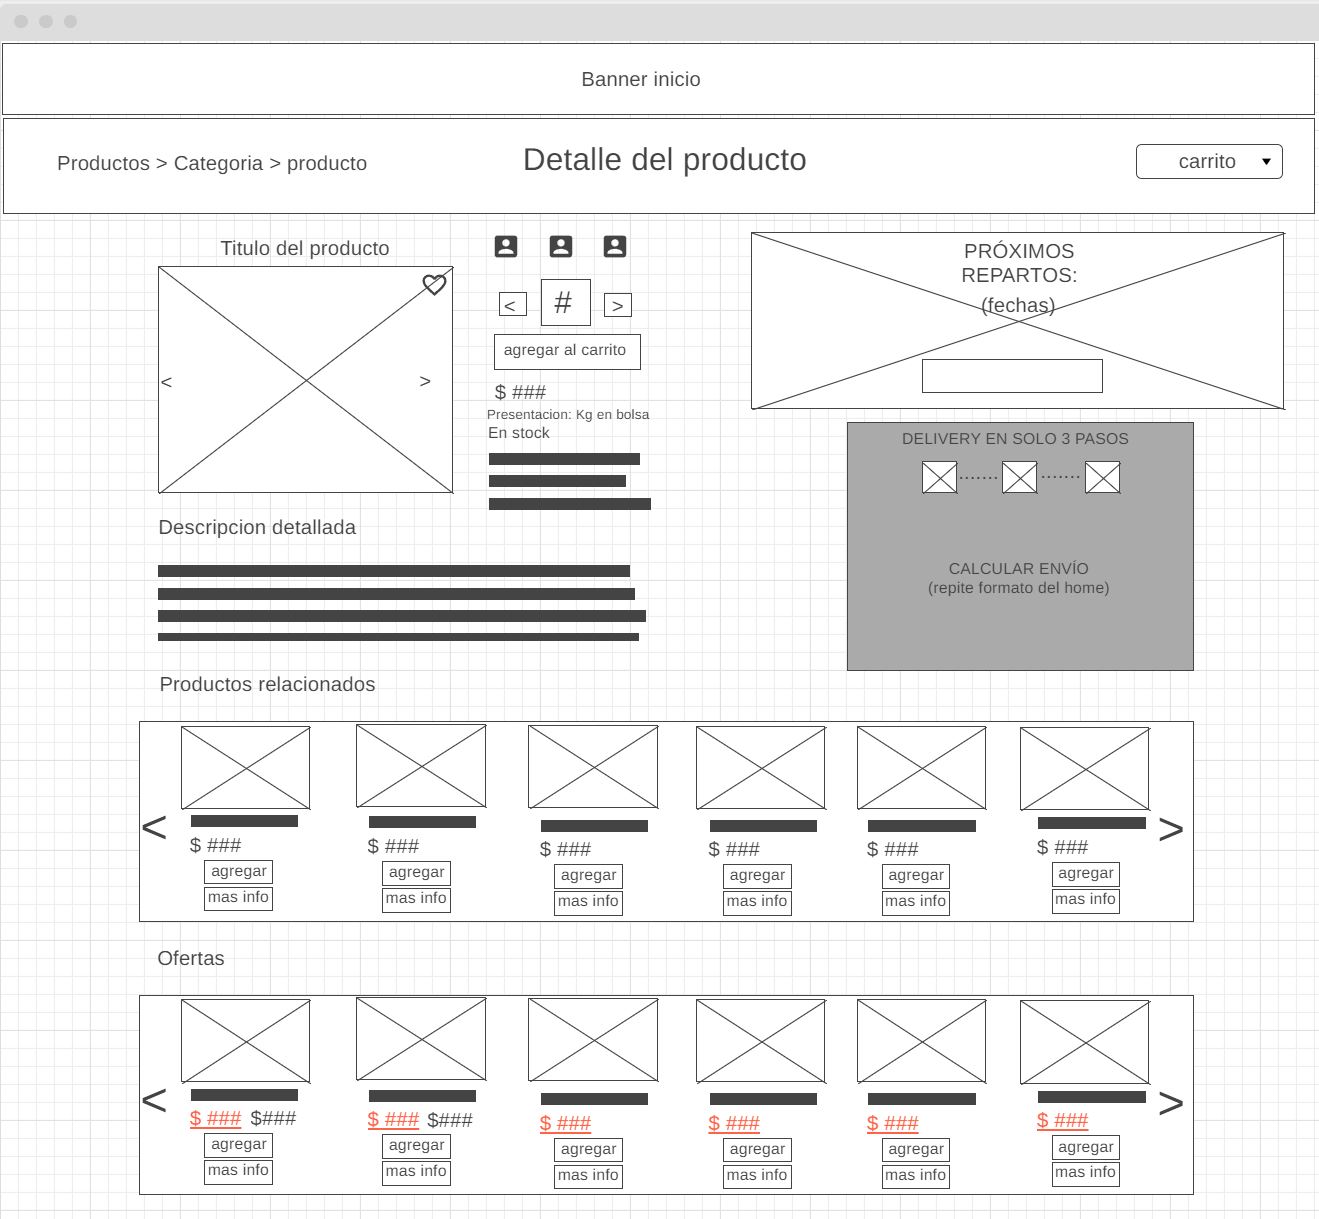 Banner inicio
Productos > Categoria > producto
Detalle del producto
carrito
Titulo del producto
< >
< # >
agregar al carrito
$ ###
Presentacion: Kg en bolsa
En stock
PRÓXIMOS
REPARTOS:
(fechas)
DELIVERY EN SOLO 3 PASOS
CALCULAR ENVÍO
(repite formato del home)
Descripcion detallada
Productos relacionados
< >
$ ### $ ### $ ### $ ### $ ### $ ###
agregar agregar agregar agregar agregar agregar
mas info mas info mas info mas info mas info mas info
Ofertas
< >
$ ### $### $ ### $### $ ### $ ### $ ### $ ###
agregar agregar agregar agregar agregar agregar
mas info mas info mas info mas info mas info mas info